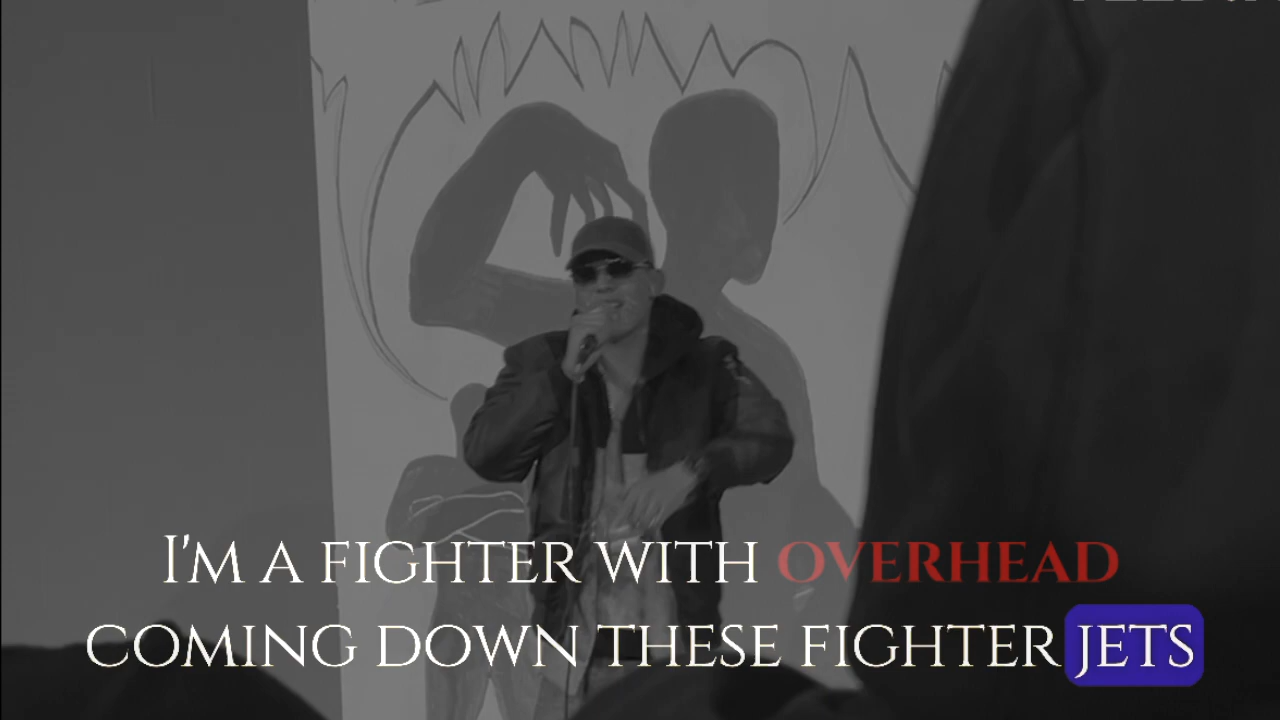 I'M A FIGHTER WITH OVERHEAD
COMING DOWN THESE FIGHTER JETS